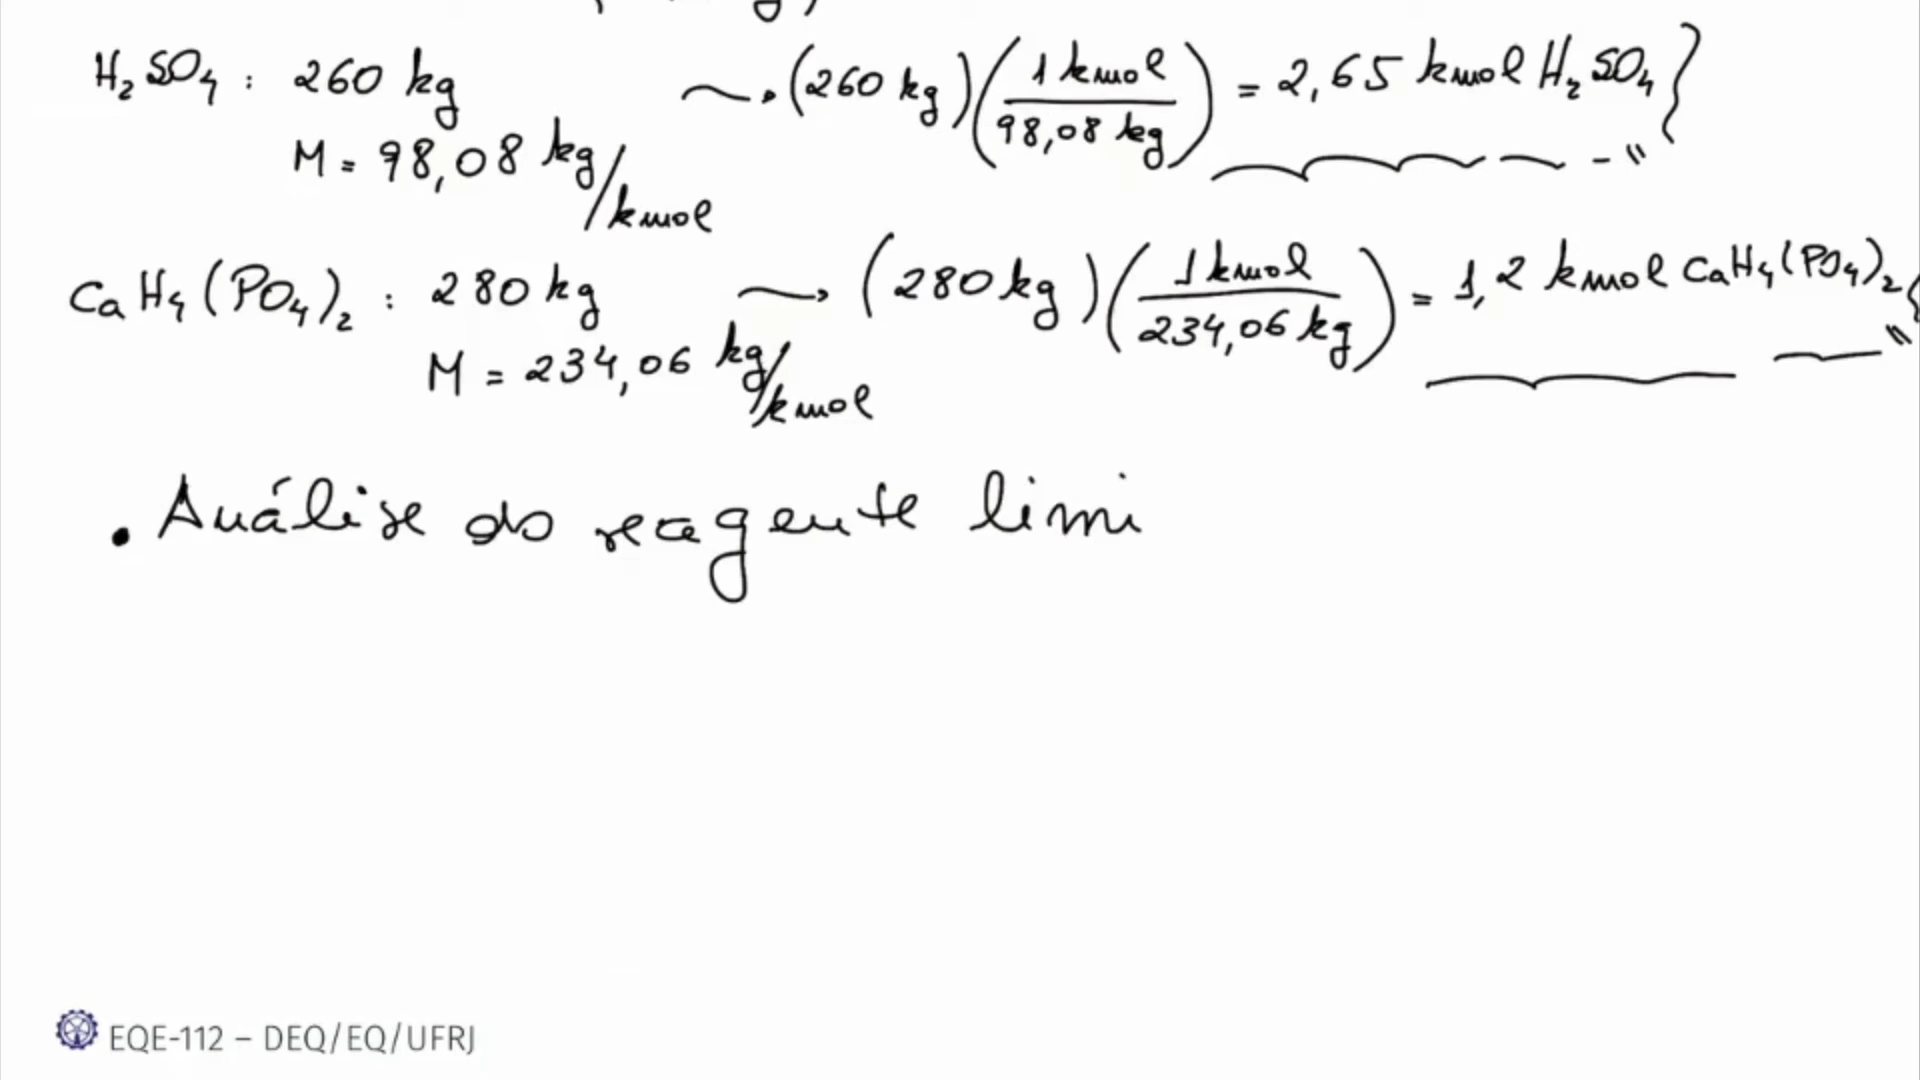 H₂SO₄ : 260 kg ⟶ (260 kg) (1 kmol / 98,08 kg) = 2,65 kmol H₂SO₄ }
M = 98,08 kg/kmol
CaH₄(PO₄)₂ : 280 kg ⟶ (280 kg) (1 kmol / 234,06 kg) = 1,2 kmol CaH₄(PO₄)₂ {
M = 234,06 kg/kmol
• Análise do reagente limi
EQE-112 – DEQ/EQ/UFRJ